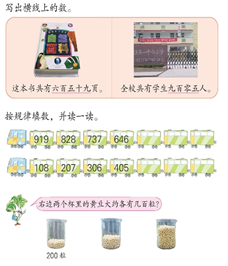 写出横线上的数。
这本书共有六百五十九页。
全校共有学生九百零五人。
按规律填数，并读一读。
919 828 737 646
108 207 306 405
右边两个杯里的黄豆大约各有几百粒?
200粒